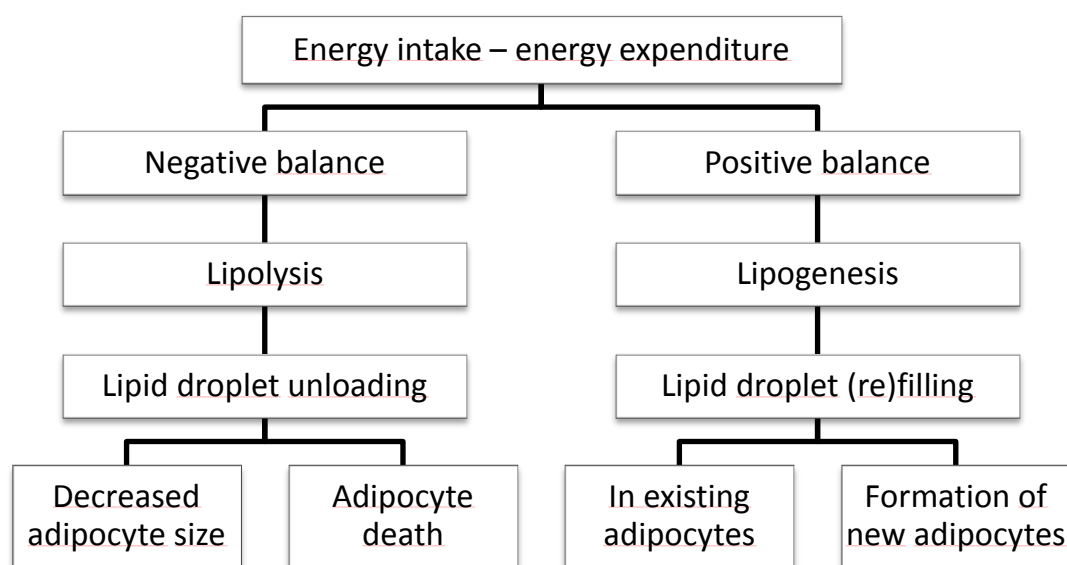 Energy intake – energy expenditure
Negative balance
Positive balance
Lipolysis
Lipogenesis
Lipid droplet unloading
Lipid droplet (re)filling
Decreased
adipocyte size
Adipocyte
death
In existing
adipocytes
Formation of
new adipocytes